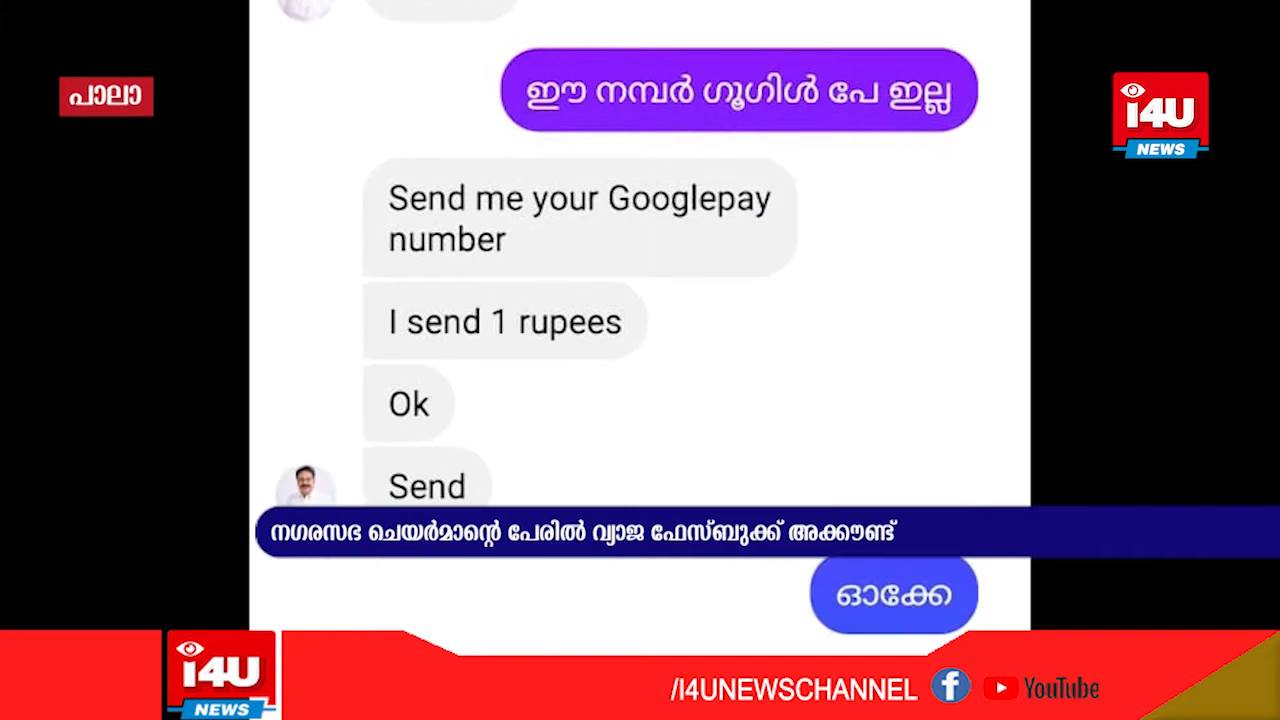 ഈ നമ്പർ ഗൂഗിൾ പേ ഇല്ല
പാലാ
i4U
NEWS
Send me your Googlepay
number
I send 1 rupees
Ok
Send
നഗരസഭ ചെയർമാന്റെ പേരിൽ വ്യാജ ഫേസ്ബുക്ക് അക്കൗണ്ട്
ഓക്കേ
i4U
NEWS
/I4UNEWSCHANNEL
YouTube